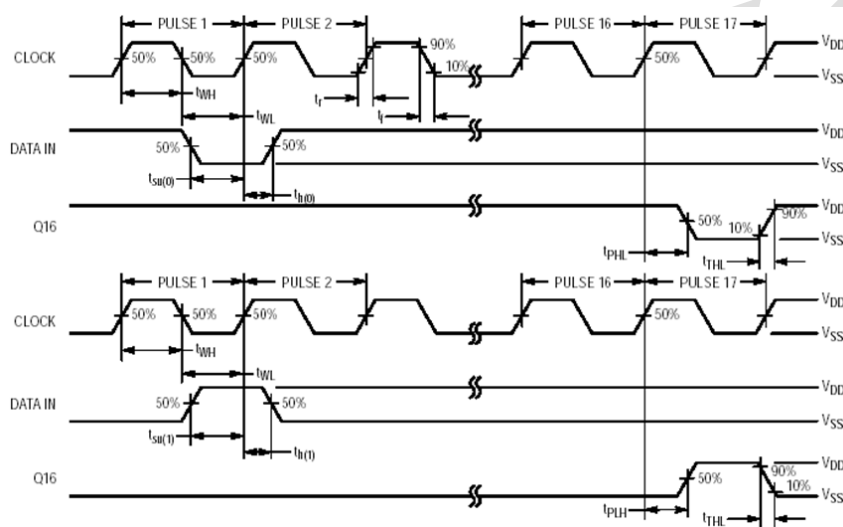 PULSE 1 PULSE 2 PULSE 16 PULSE 17
CLOCK 50% 50% 50% 90% 10% 50% VDD VSS
tWH tr tf
tWL
DATA IN 50% 50% VDD VSS
tsu(0) th(0)
Q16 50% 10% 90% VDD VSS
tPHL tTHL
PULSE 1 PULSE 2 PULSE 16 PULSE 17
CLOCK 50% 50% 50% 50% VDD VSS
tWH
tWL
DATA IN 50% 50% VDD VSS
tsu(1) th(1)
Q16 50% 90% 10% VDD VSS
tPLH tTHL